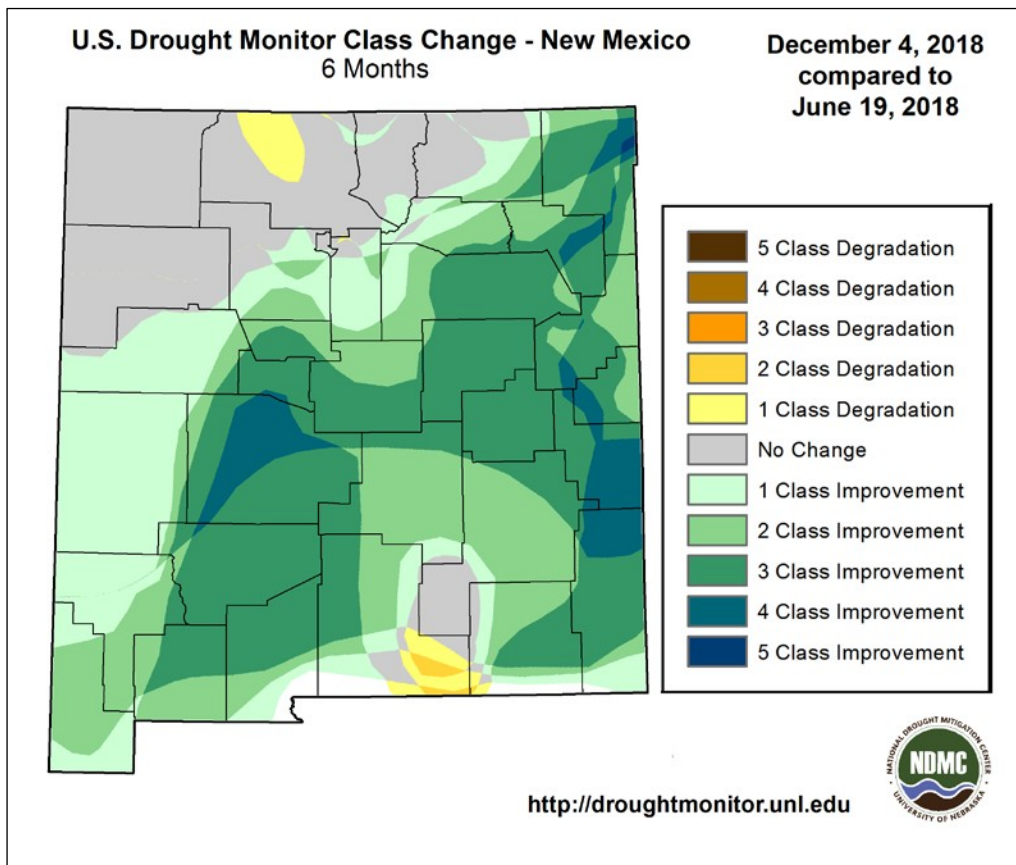 U.S. Drought Monitor Class Change - New Mexico
6 Months
December 4, 2018
compared to
June 19, 2018
5 Class Degradation
4 Class Degradation
3 Class Degradation
2 Class Degradation
1 Class Degradation
No Change
1 Class Improvement
2 Class Improvement
3 Class Improvement
4 Class Improvement
5 Class Improvement
http://droughtmonitor.unl.edu
NATIONAL DROUGHT MITIGATION CENTER
NDMC
UNIVERSITY OF NEBRASKA